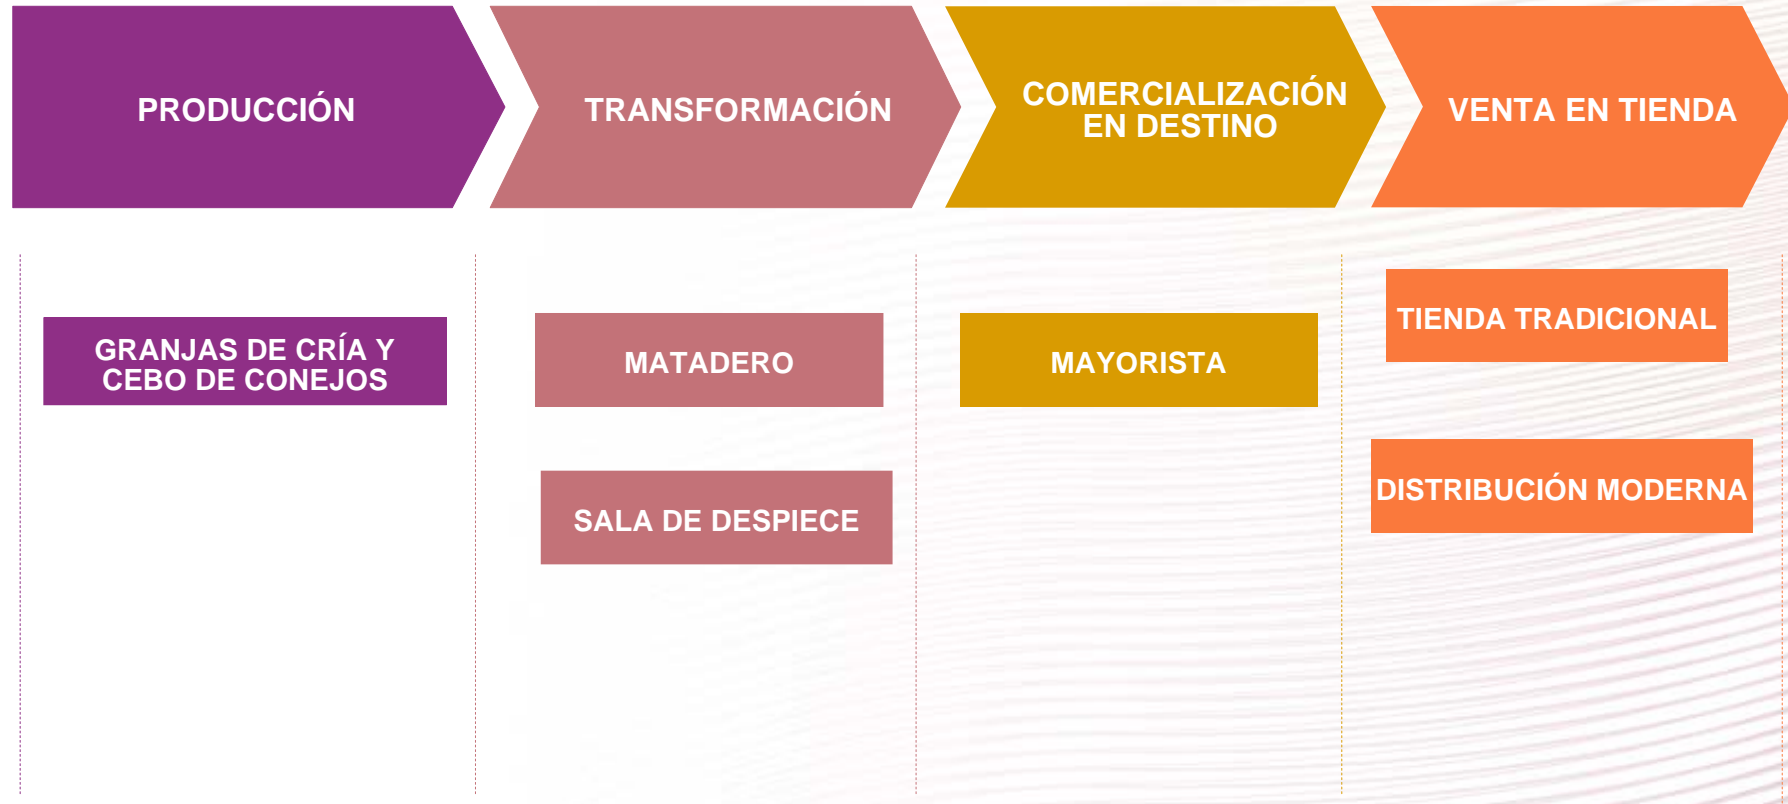 PRODUCCIÓN
TRANSFORMACIÓN
COMERCIALIZACIÓN
EN DESTINO
VENTA EN TIENDA
GRANJAS DE CRÍA Y
CEBO DE CONEJOS
MATADERO
SALA DE DESPIECE
MAYORISTA
TIENDA TRADICIONAL
DISTRIBUCIÓN MODERNA